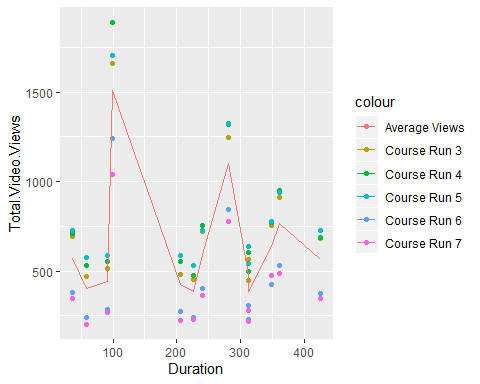 Total.Video.Views
1500
1000
500
100
200
300
400
Duration
colour
Average Views
Course Run 3
Course Run 4
Course Run 5
Course Run 6
Course Run 7